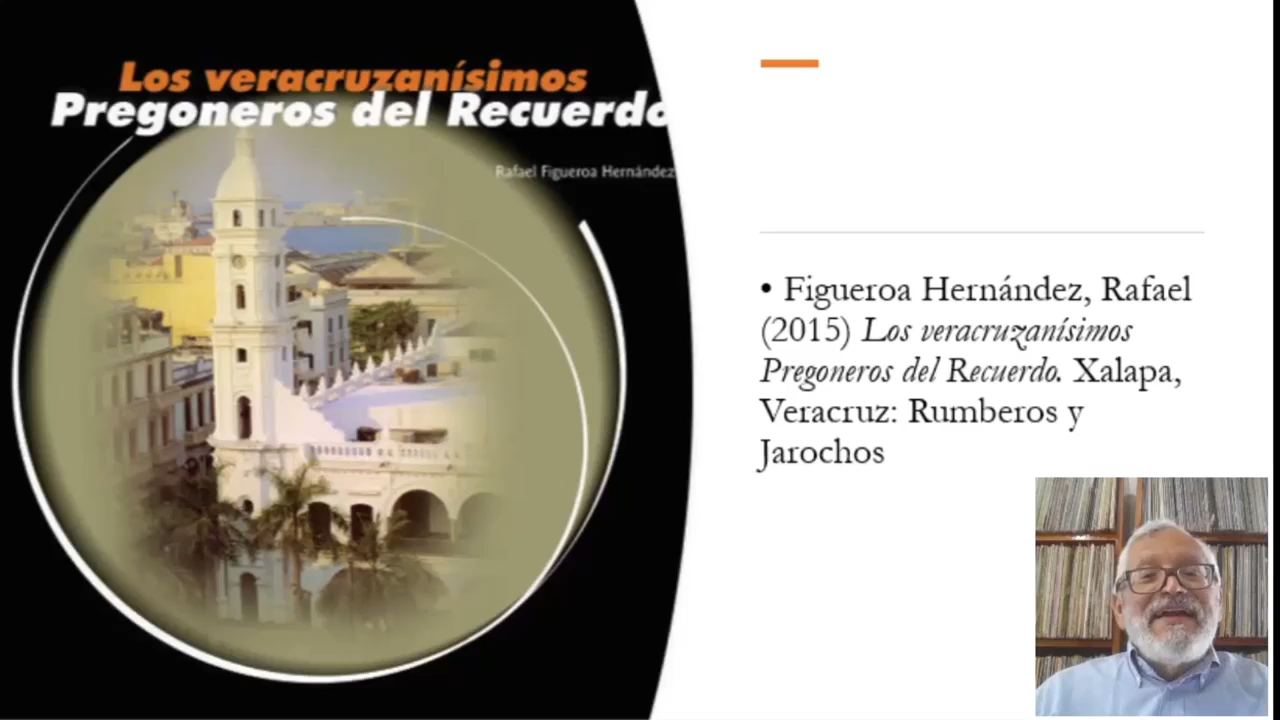 Los veracruzanísimos
Pregoneros del Recuerdo
Rafael Figueroa Hernández
• Figueroa Hernández, Rafael
(2015) Los veracruzanísimos
Pregoneros del Recuerdo. Xalapa,
Veracruz: Rumberos y
Jarochos